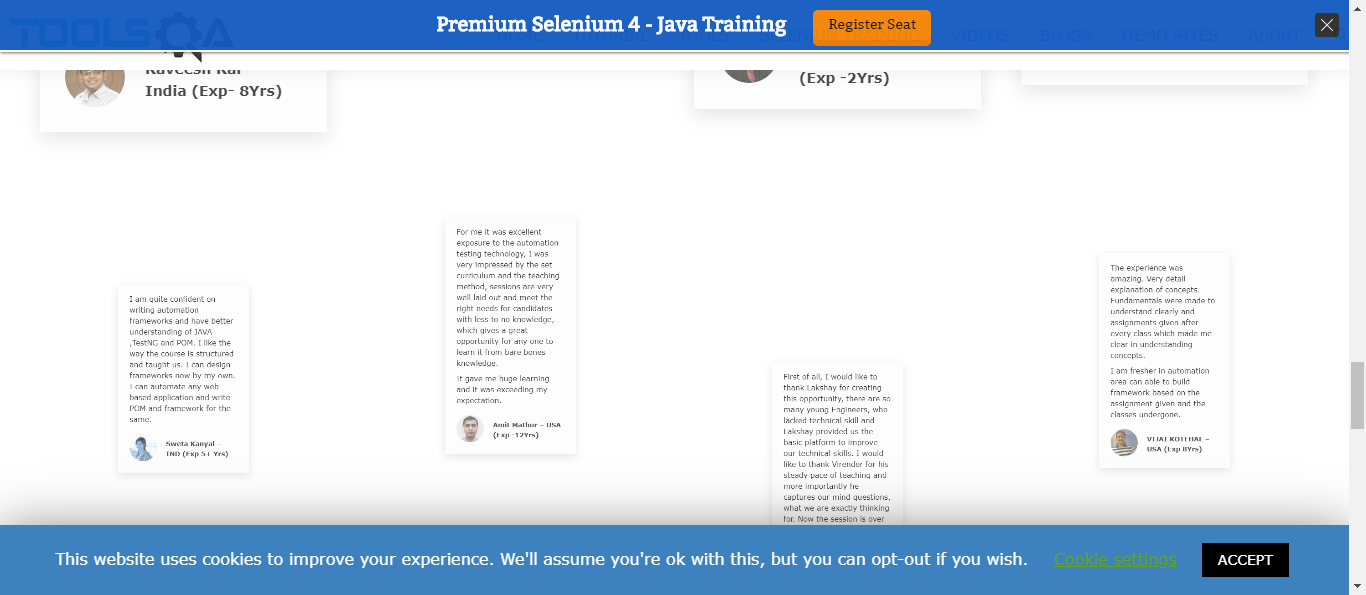 Premium Selenium 4 - Java Training
Register Seat
TOOLSQA
VIDEOS
BLOGS
DEMO SITES
ABOUT
India (Exp- 8Yrs)
(Exp -2Yrs)
I am quite confident on
writing automation
frameworks and have better
understanding of JAVA
,TestNG and POM. I like the
way the course is structured
and taught us. I can design
frameworks now by my own.
I can automate any web
based application and write
POM and framework for the
same.
Sweta Kanyal –
IND (Exp 5+ Yrs)
For me it was excellent
exposure to the automation
testing technology, I was
very impressed by the set
curriculum and the teaching
method, sessions are very
well laid out and meet the
right needs for candidates
with less to no knowledge,
which gives a great
opportunity for any one to
learn it from bare bones
knowledge.
It gave me huge learning
and it was exceeding my
expectation.
Amit Mathur – USA
(Exp -12Yrs)
First of all, I would like to
thank Lakshay for creating
this opportunity, there are so
many young Engineers, who
lacked technical skill and
Lakshay provided us the
basic platform to improve
our technical skills. I would
like to thank Virender for his
steady pace of teaching and
more importantly he
captures our mind questions,
what we are exactly thinking
for. Now the session is over
The experience was
amazing. Very detail
explanation of concepts.
Fundamentals were made to
understand clearly and
assignments given after
every class which made me
clear in understanding
concepts.
I am fresher in automation
area can able to build
framework based on the
assignment given and the
classes undergone.
VIJAI KOTEHAL –
USA (Exp 8Yrs)
This website uses cookies to improve your experience. We'll assume you're ok with this, but you can opt-out if you wish.
Cookie settings
ACCEPT